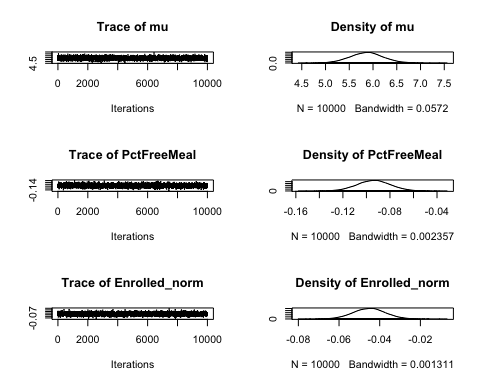 Trace of mu
4.5
0 2000 6000 10000
Iterations
Density of mu
0.0
4.5 5.0 5.5 6.0 6.5 7.0 7.5
N = 10000 Bandwidth = 0.0572
Trace of PctFreeMeal
-0.14
0 2000 6000 10000
Iterations
Density of PctFreeMeal
0
-0.16 -0.12 -0.08 -0.04
N = 10000 Bandwidth = 0.002357
Trace of Enrolled_norm
-0.07
0 2000 6000 10000
Iterations
Density of Enrolled_norm
0
-0.08 -0.06 -0.04 -0.02
N = 10000 Bandwidth = 0.001311